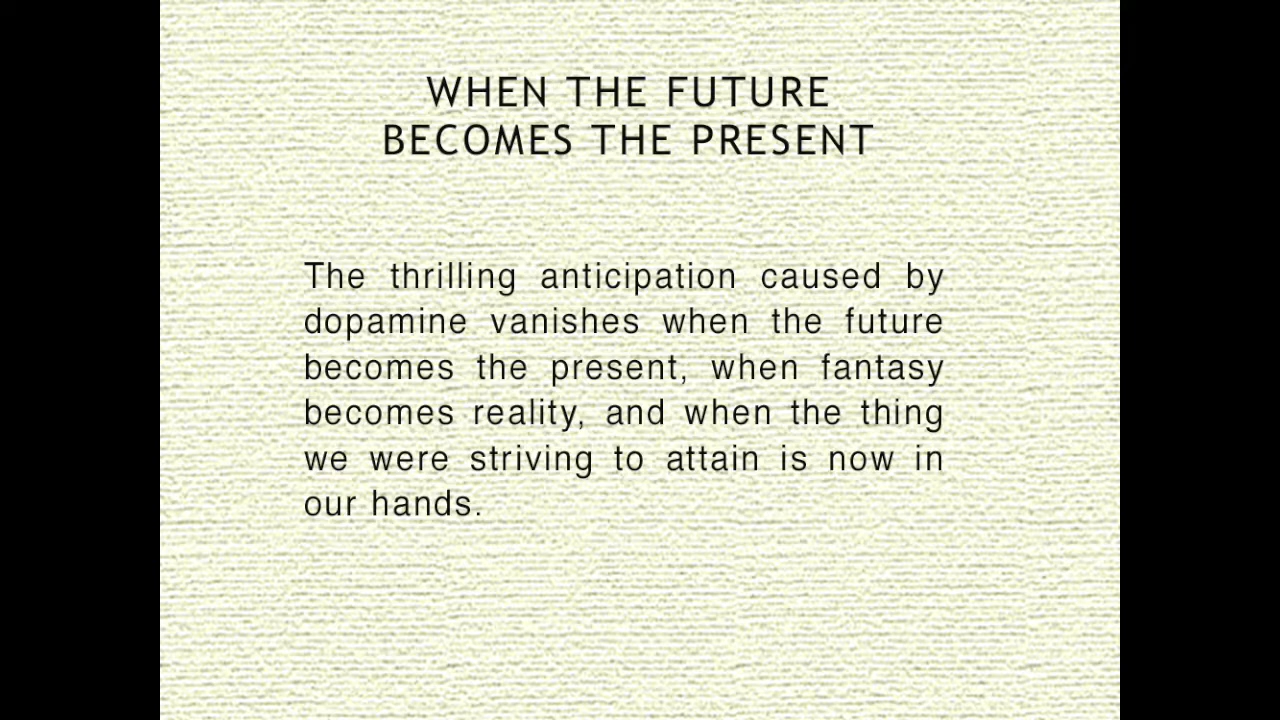 WHEN THE FUTURE
BECOMES THE PRESENT
The thrilling anticipation caused by
dopamine vanishes when the future
becomes the present, when fantasy
becomes reality, and when the thing
we were striving to attain is now in
our hands.